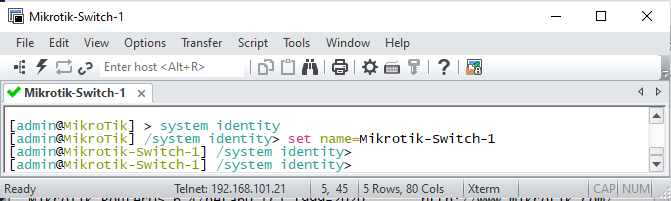 Mikrotik-Switch-1
File Edit View Options Transfer Script Tools Window Help
Enter host <Alt+R>
Mikrotik-Switch-1
[admin@MikroTik] > system identity
[admin@MikroTik] /system identity> set name=Mikrotik-Switch-1
[admin@Mikrotik-Switch-1] /system identity>
[admin@Mikrotik-Switch-1] /system identity>
Ready Telnet: 192.168.101.21 5, 45 5 Rows, 80 Cols Xterm CAP NUM